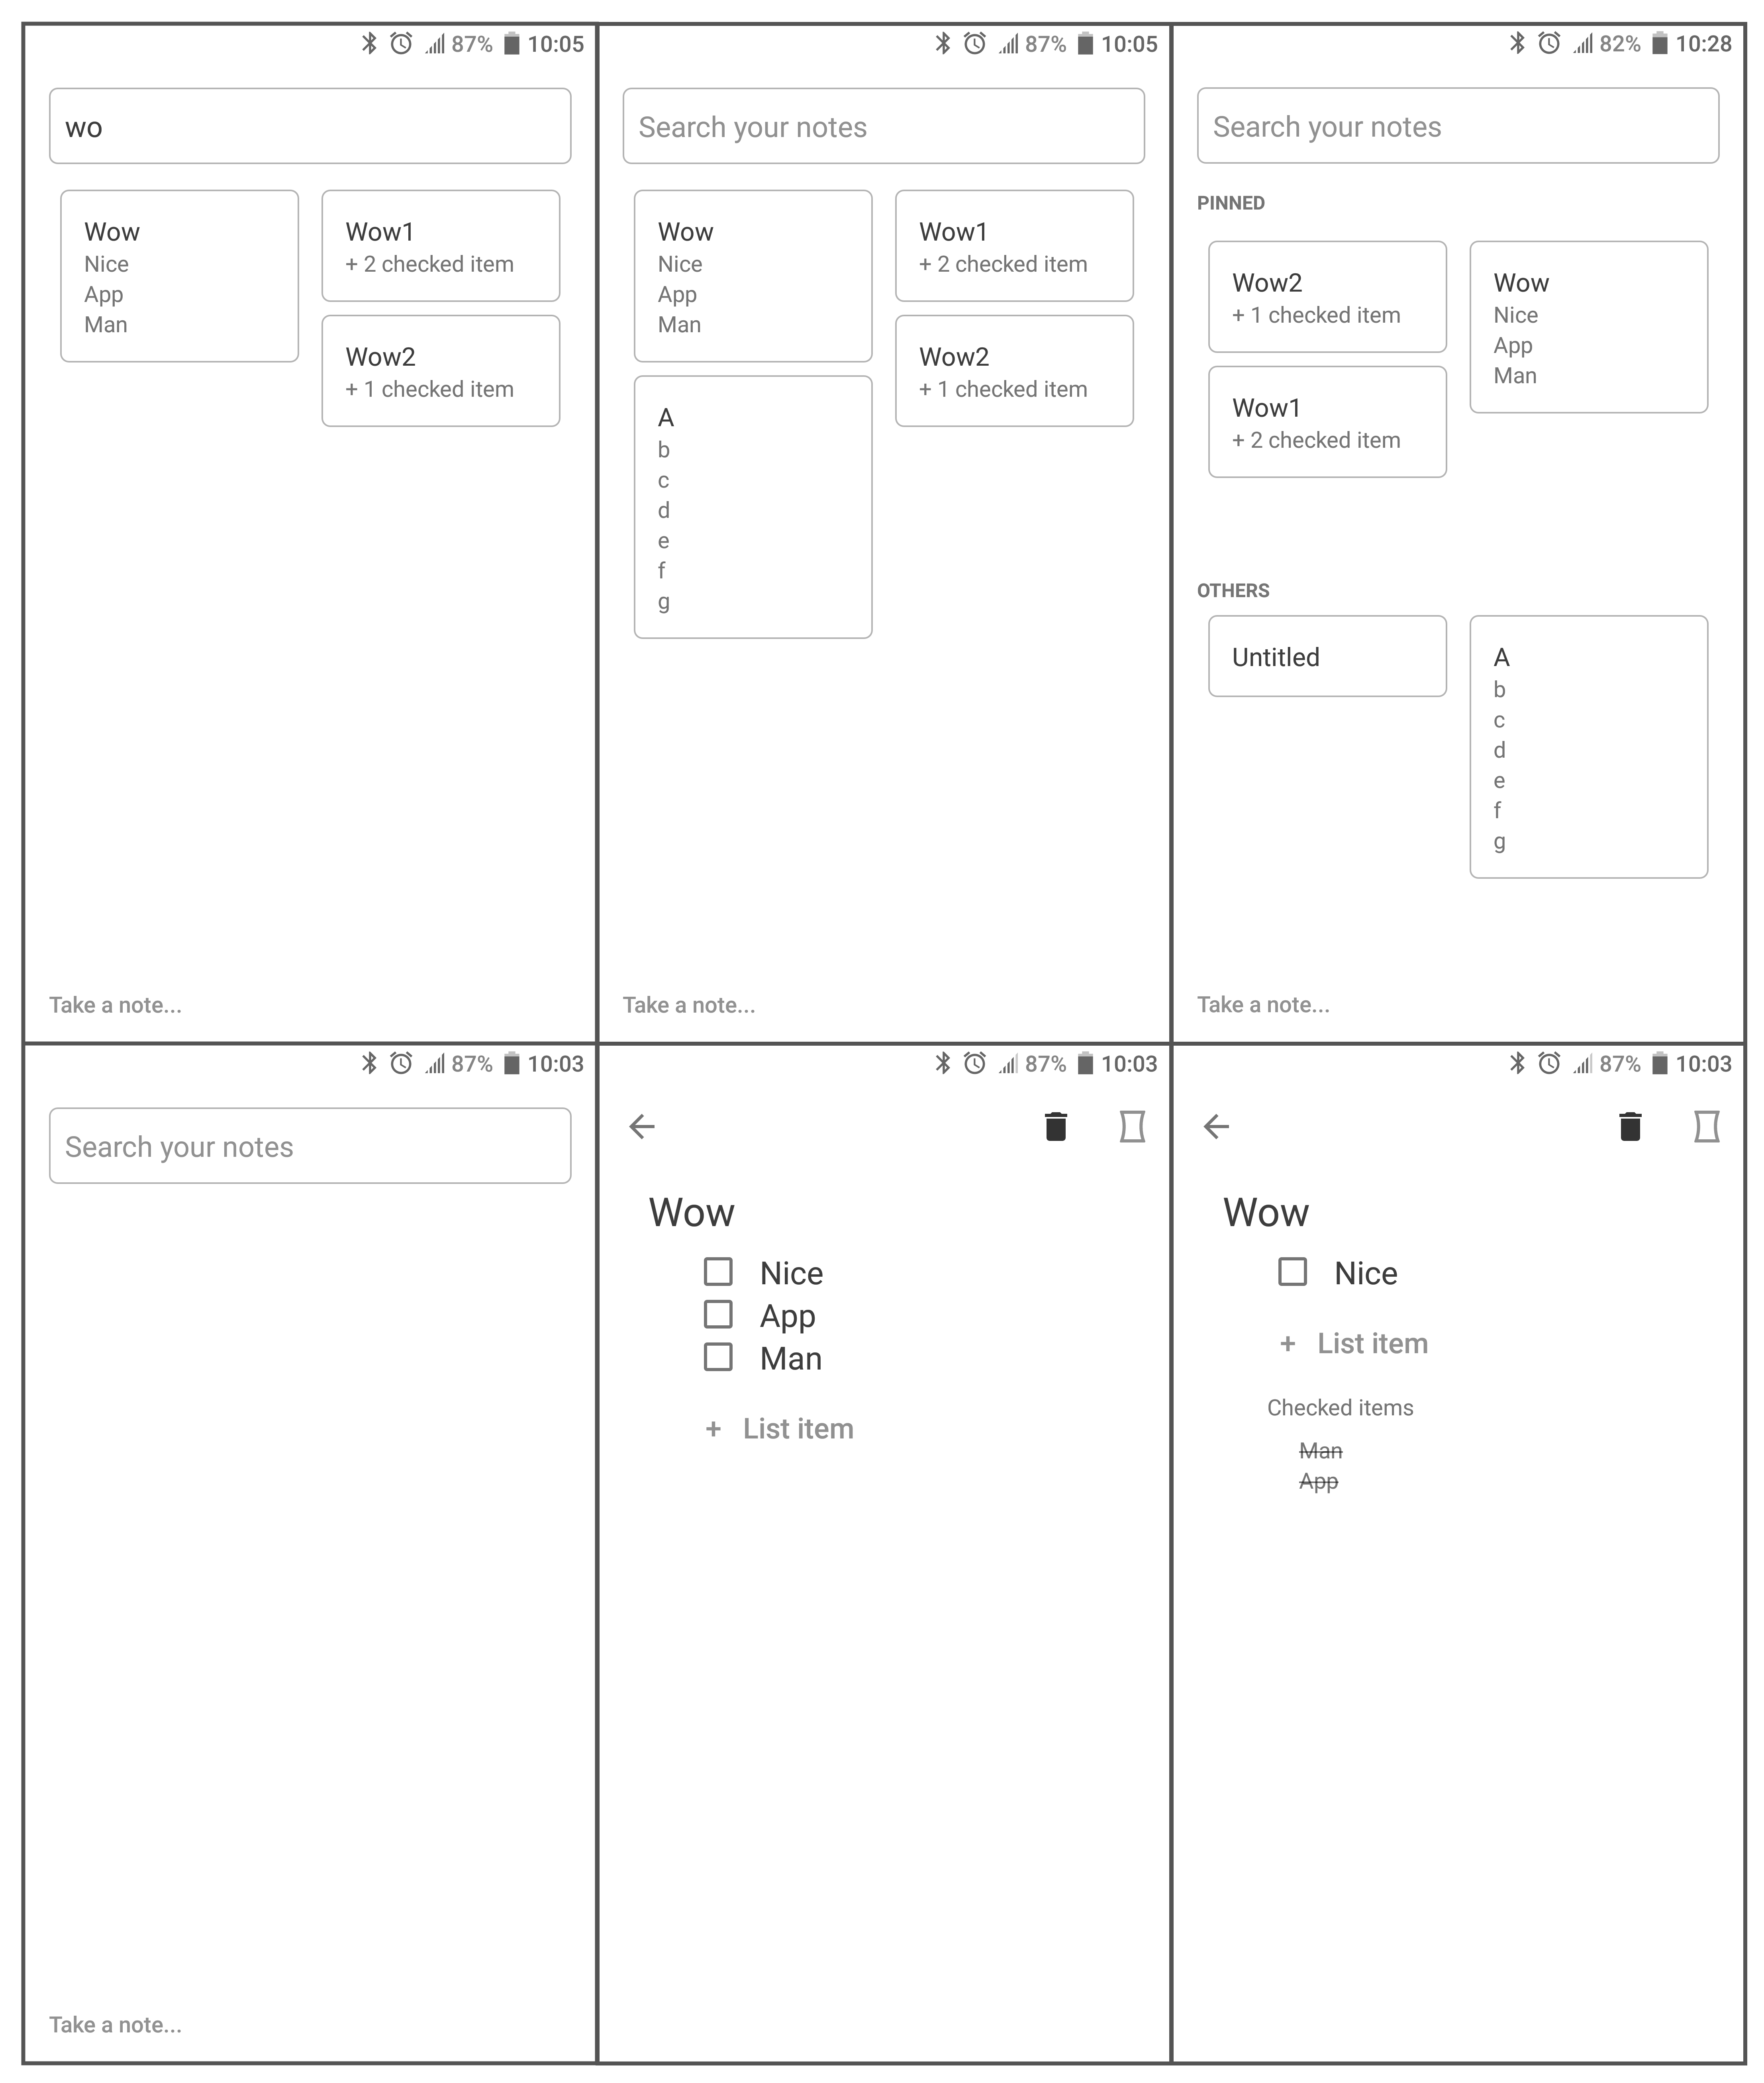 87% 10:05
wo
Wow
Nice
App
Man
Wow1
+ 2 checked item
Wow2
+ 1 checked item
Take a note...
87% 10:05
Search your notes
Wow
Nice
App
Man
A
b
c
d
e
f
g
Wow1
+ 2 checked item
Wow2
+ 1 checked item
Take a note...
82% 10:28
Search your notes
PINNED
Wow2
+ 1 checked item
Wow1
+ 2 checked item
Wow
Nice
App
Man
OTHERS
Untitled
A
b
c
d
e
f
g
Take a note...
87% 10:03
Search your notes
Take a note...
87% 10:03
Wow
Nice
App
Man
+ List item
87% 10:03
Wow
Nice
+ List item
Checked items
Man
App